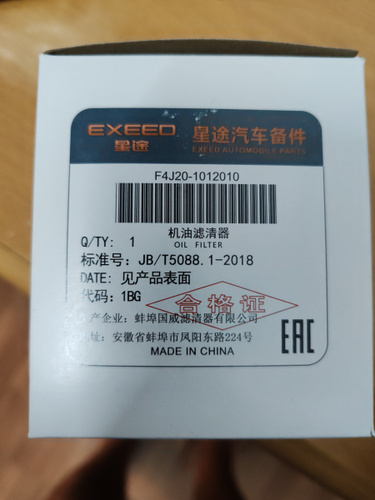 EXEED 星途汽车备件
星途 EXEED AUTOMOBILE PARTS
F4J20-1012010
机油滤清器
Q/TY: 1 OIL FILTER
标准号: JB/T5088.1-2018
DATE: 见产品表面
代码: 1BG
合格证
产企业: 蚌埠国威滤清器有限公司
址: 安徽省蚌埠市凤阳东路224号
MADE IN CHINA
EAC